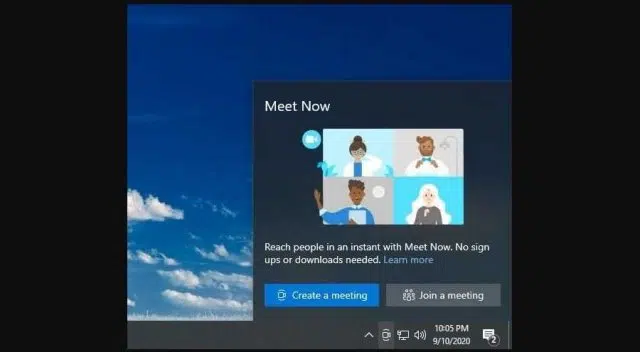 Meet Now
Reach people in an instant with Meet Now. No sign
ups or downloads needed. Learn more
Create a meeting
Join a meeting
10:05 PM
9/10/2020
2